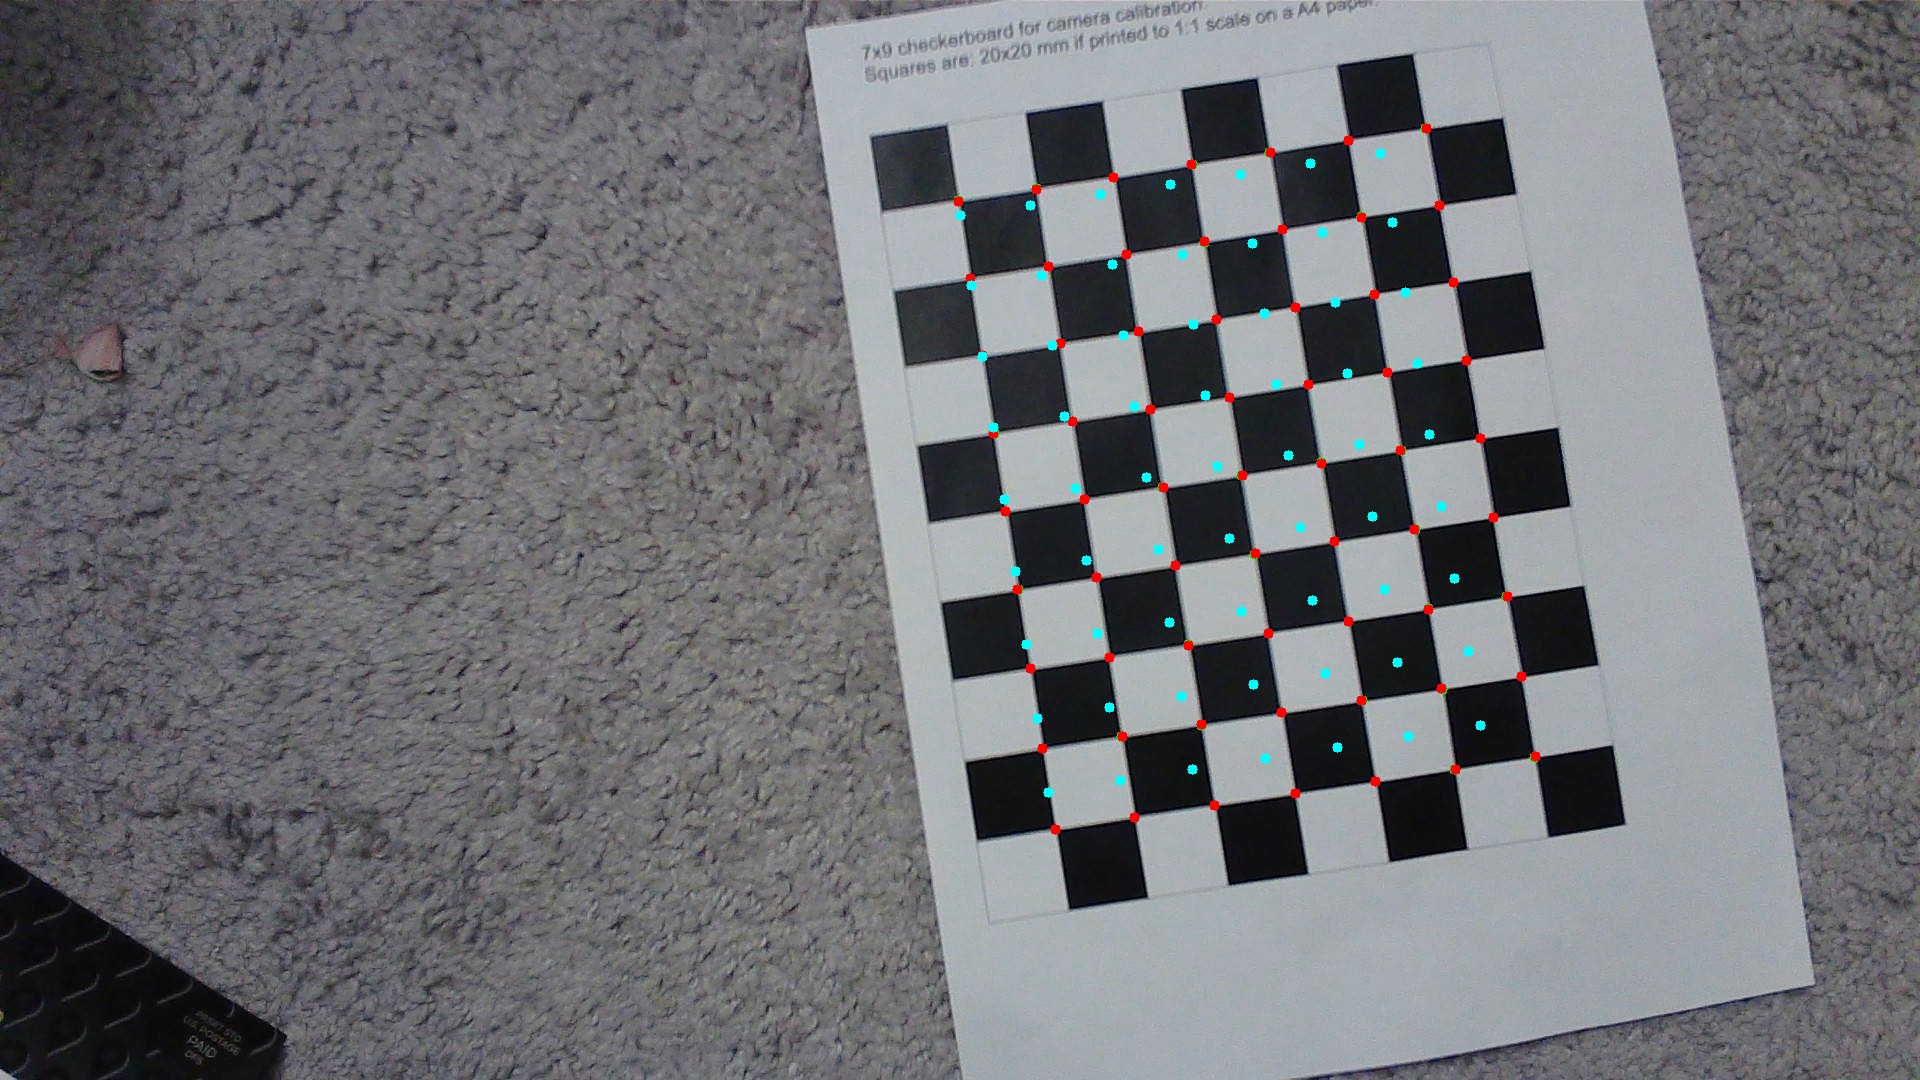 7x9 checkerboard for camera calibration.
Squares are: 20x20 mm if printed to 1:1 scale on a A4 paper.
PRSRT STD
U.S. POSTAGE
PAID